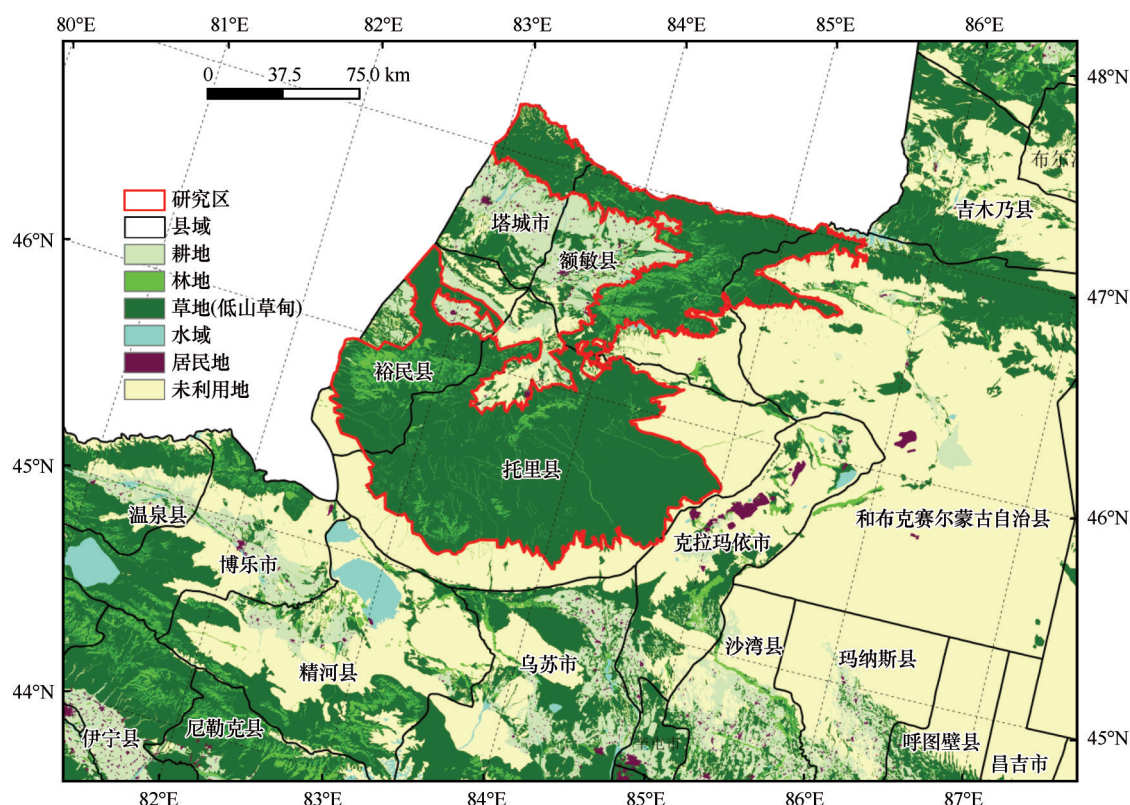 80°E 81°E 82°E 83°E 84°E 85°E 86°E
0 37.5 75.0 km
48°N
47°N
46°N
45°N
46°N
45°N
44°N
研究区
县域
耕地
林地
草地(低山草甸)
水域
居民地
未利用地
吉木乃县
塔城市
额敏县
裕民县
托里县
温泉县
和布克赛尔蒙古自治县
克拉玛依市
博乐市
沙湾县
玛纳斯县
精河县
乌苏市
尼勒克县
伊宁县
呼图壁县
昌吉市
82°E 83°E 84°E 85°E 86°E 87°E